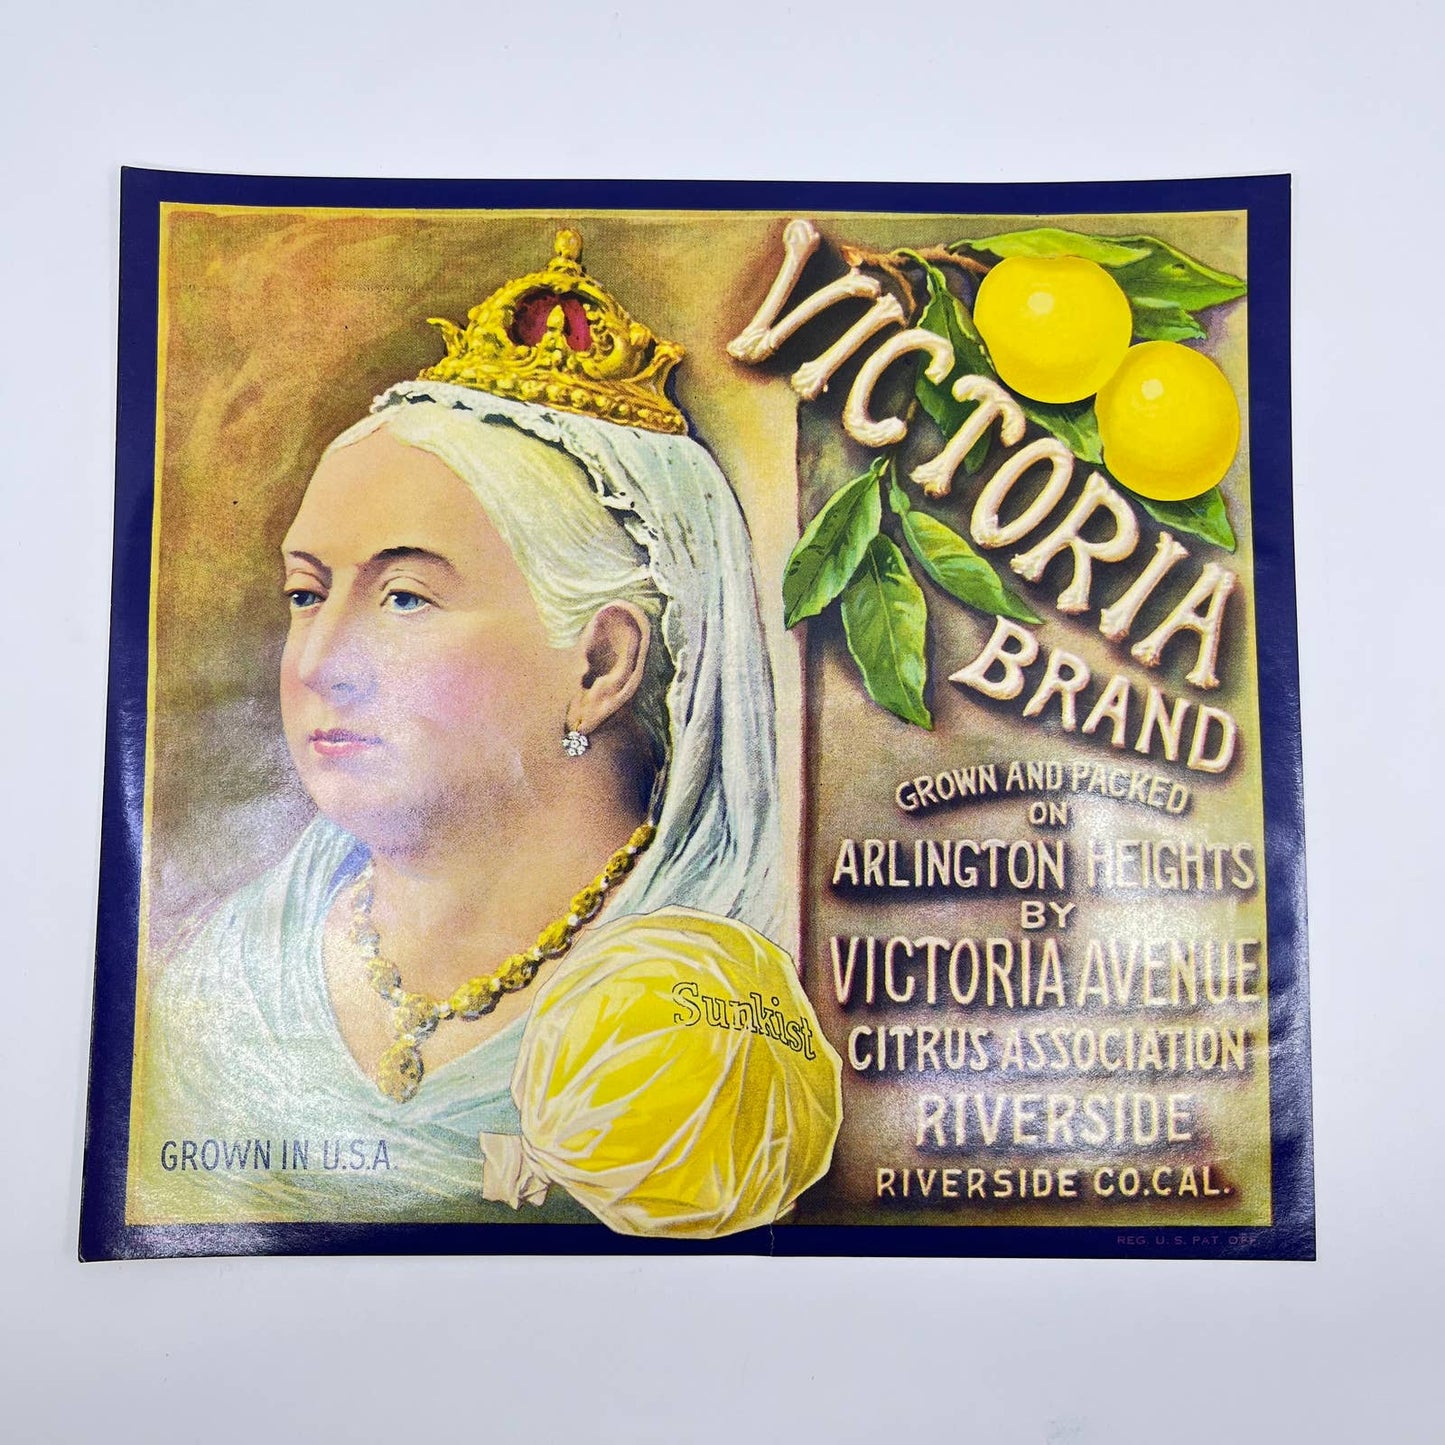 VICTORIA
BRAND
GROWN AND PACKED
ON
ARLINGTON HEIGHTS
BY
VICTORIA AVENUE
CITRUS ASSOCIATION
RIVERSIDE
RIVERSIDE CO. CAL.
Sunkist
GROWN IN U.S.A.
REG. U. S. PAT. OFF.